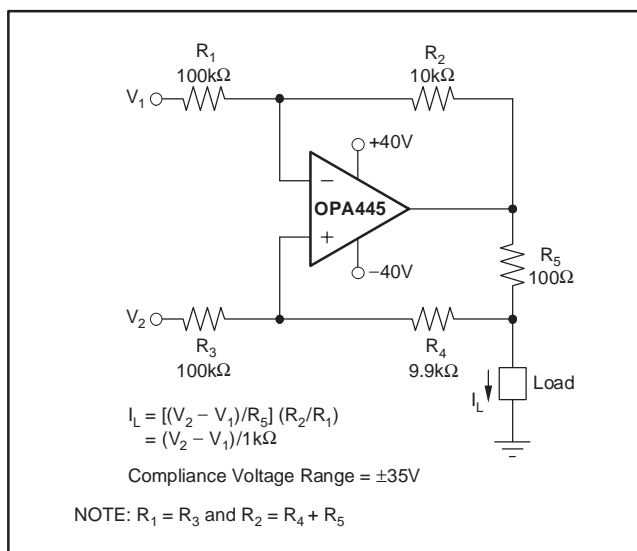 R1
100kΩ
R2
10kΩ
V1
+40V
−
OPA445
+
−40V
R5
100Ω
V2
R3
100kΩ
R4
9.9kΩ
Load
IL
IL = [(V2 − V1)/R5] (R2/R1)
= (V2 − V1)/1kΩ
Compliance Voltage Range = ±35V
NOTE: R1 = R3 and R2 = R4 + R5